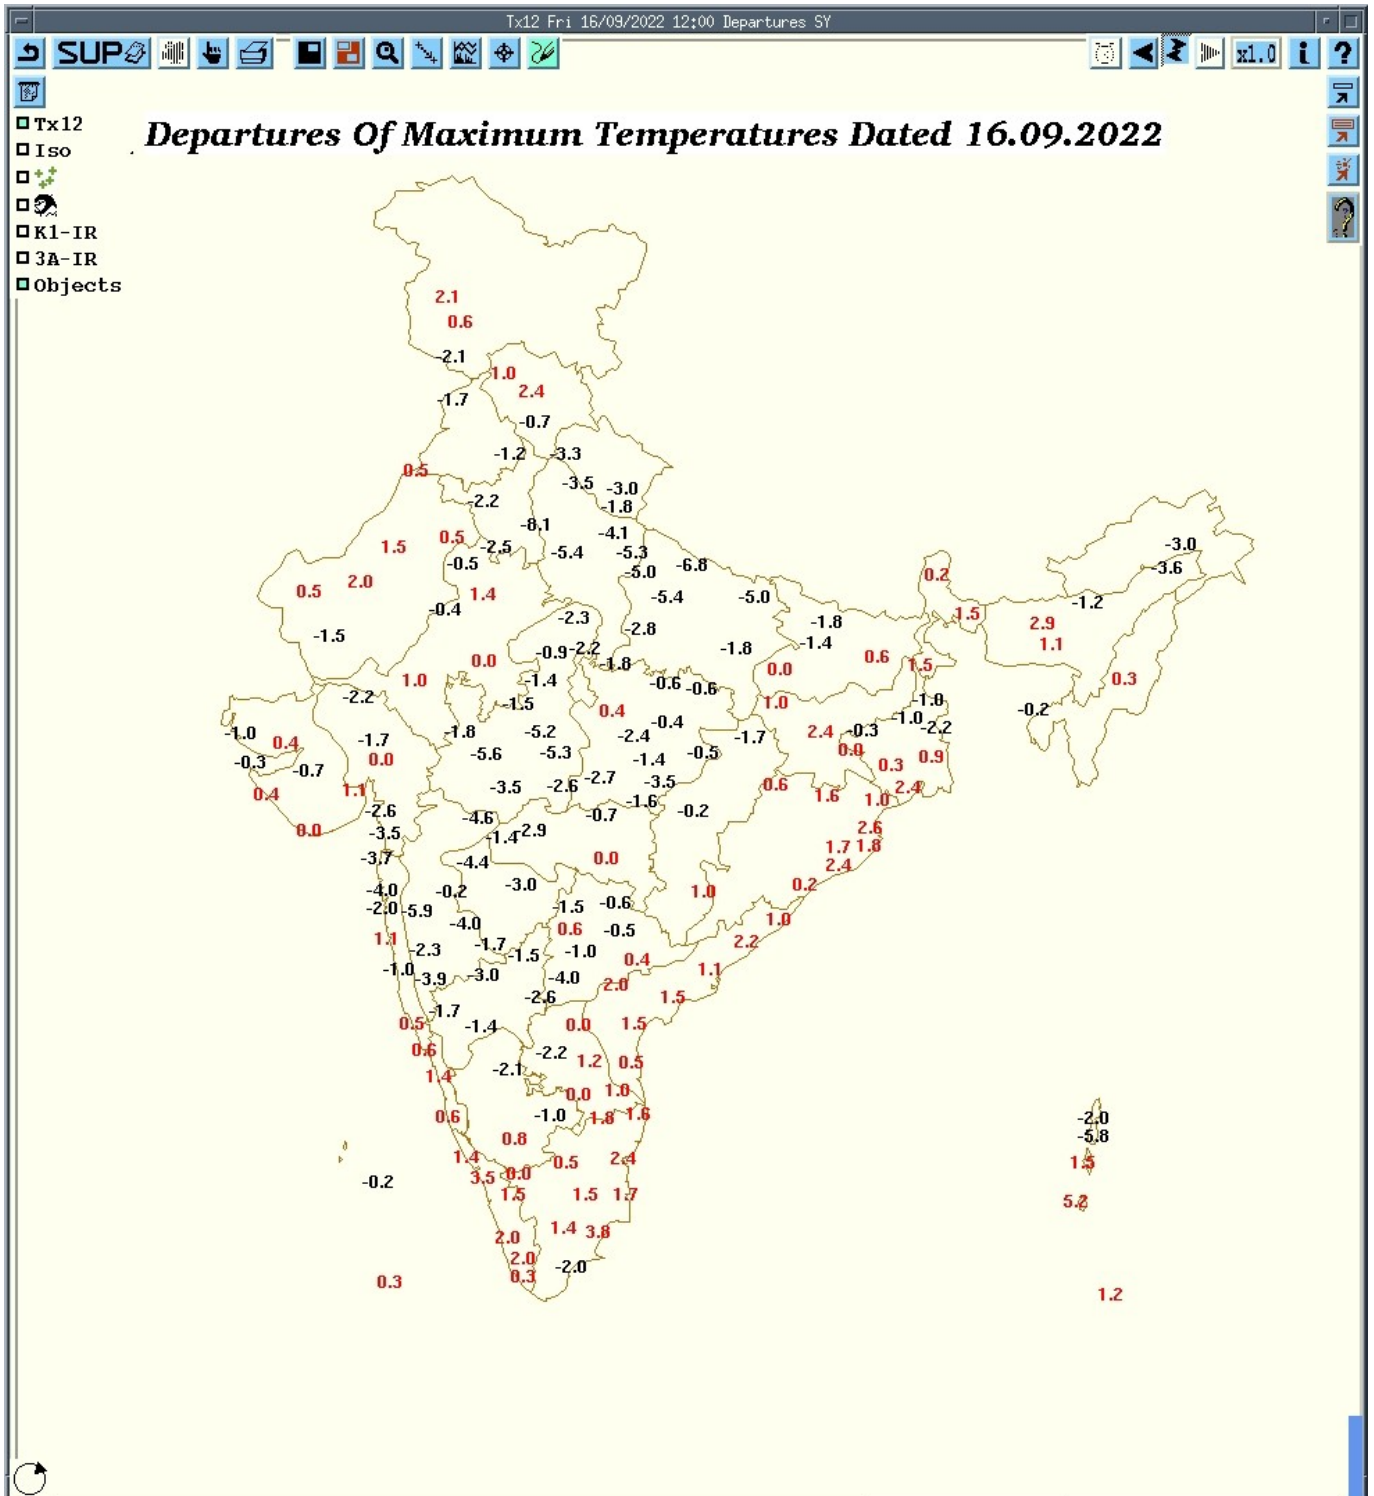 Tx12 Fri 16/09/2022 12:00 Departures SY
SUP x1.0 i ?
Tx12
Departures Of Maximum Temperatures Dated 16.09.2022
Iso
K1-IR
3A-IR
Objects
2.1
0.6
-2.1
1.0
2.4
-1.7
-0.7
-1.2 -3.3
0.5
-3.5 -3.0
-2.2 -1.8
-8.1 -4.1
1.5 0.5 -2.5 -5.4 -5.3 -3.0
-0.5 -5.0 -6.8 -3.6
0.5 2.0 1.4 -5.4 -5.0 0.2 -1.2
-0.4 -2.3 -1.8 1.5 2.9
-1.5 -2.8 -1.4 1.1
0.0 -0.9 -2.2 -1.8 -1.8 0.0 0.6 1.5
1.0 -1.4 -0.6 -0.6 0.3
-2.2 -1.5 0.4 1.0 -1.0 -0.2
-1.0 -1.8 -5.2 -0.4 2.4 -0.3 -1.0 -2.2
0.4 -1.7 -2.4 -1.7
-0.3 0.0 -5.6 -5.3 -1.4 -0.5 0.0 0.3 0.9
-0.7 -2.7
0.4 1.1 -3.5 -2.6 -3.5 0.6 1.6 1.0 2.4
-2.6 -4.6 -0.7 -1.6 -0.2
0.0 -3.5 -1.4 -2.9 2.6
-3.7 -4.4 0.0 1.7 1.8
2.4
-4.0 -0.2 -3.0 1.0 0.2
-2.0 -5.9 -1.5 -0.6
-4.0 0.6 -0.5 1.0
1.1 -2.3 -1.7 -1.5 -1.0 2.2
-1.0 -3.9 -3.0 -4.0 0.4 1.1
-2.6 2.0 1.5
-1.7
0.5 -1.4 0.0 1.5
0.6 -2.2 1.2 0.5
1.4 -2.1
0.0 1.0
0.6 -1.0 1.8 1.6 -2.0
0.8 -5.8
1.4 0.5 2.4 1.5
-0.2 3.5 0.0
1.5 1.5 1.7 5.2
2.0 1.4 3.8
2.0 -2.0
0.3 0.3
1.2